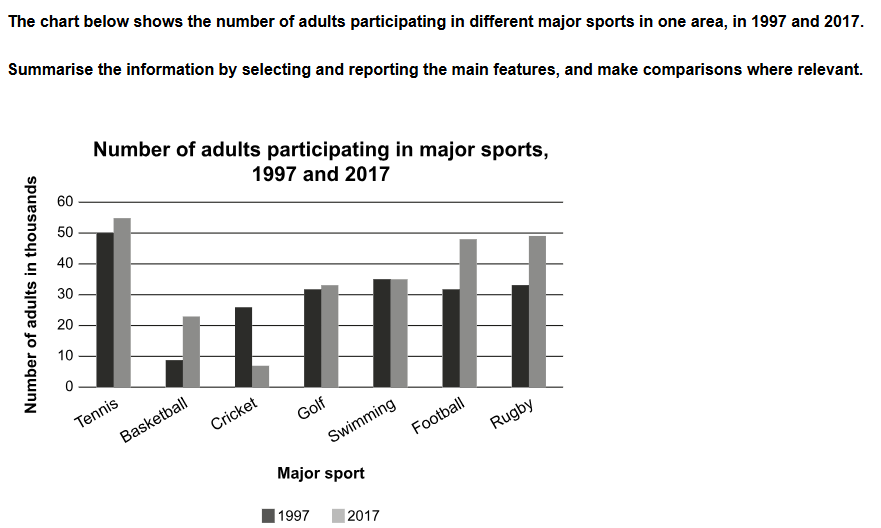 The chart below shows the number of adults participating in different major sports in one area, in 1997 and 2017.
Summarise the information by selecting and reporting the main features, and make comparisons where relevant.
Number of adults participating in major sports,
1997 and 2017
Number of adults in thousands
60
50
40
30
20
10
0
Tennis
Basketball
Cricket
Golf
Swimming
Football
Rugby
Major sport
1997 2017